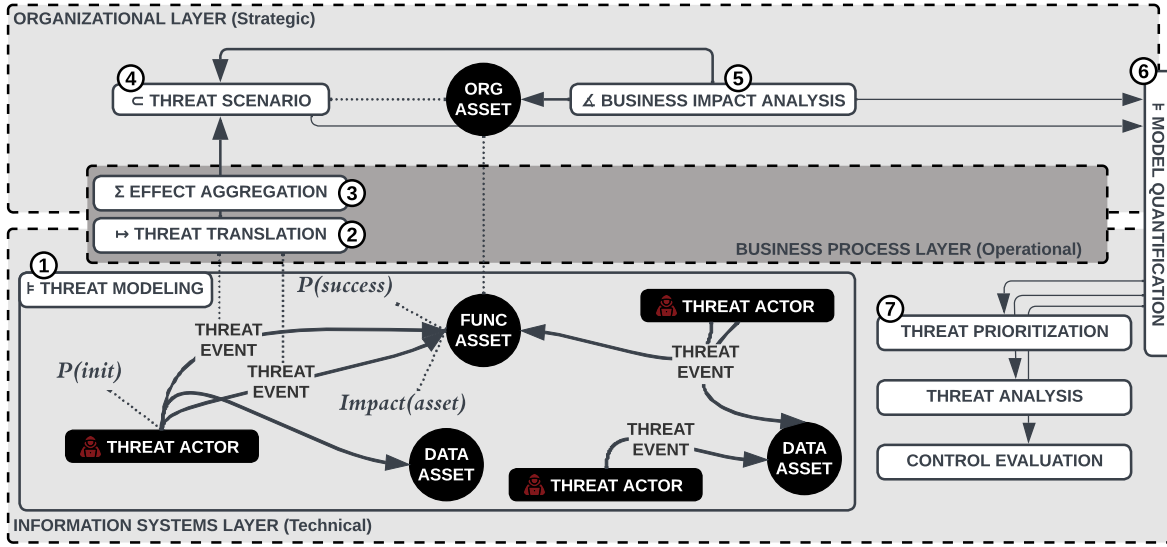 ORGANIZATIONAL LAYER (Strategic)
4
⊂ THREAT SCENARIO
ORG
ASSET
5
∡ BUSINESS IMPACT ANALYSIS
6
⊧ MODEL QUANTIFICATION
Σ EFFECT AGGREGATION
3
↦ THREAT TRANSLATION
2
BUSINESS PROCESS LAYER (Operational)
1
⊧ THREAT MODELING
P(success)
THREAT
EVENT
FUNC
ASSET
THREAT ACTOR
THREAT
EVENT
P(init)
THREAT
EVENT
Impact(asset)
THREAT ACTOR
DATA
ASSET
THREAT
EVENT
DATA
ASSET
THREAT ACTOR
7
THREAT PRIORITIZATION
THREAT ANALYSIS
CONTROL EVALUATION
INFORMATION SYSTEMS LAYER (Technical)